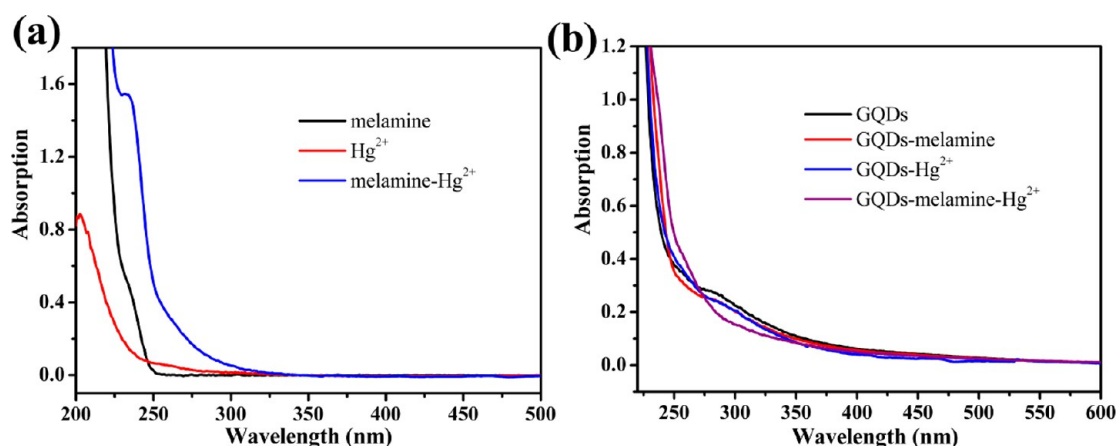 (a)
Absorption
1.6
1.2
0.8
0.4
0.0
200 250 300 350 400 450 500
Wavelength (nm)
melamine
Hg²⁺
melamine-Hg²⁺
(b)
Absorption
1.2
1.0
0.8
0.6
0.4
0.2
0.0
250 300 350 400 450 500 550 600
Wavelength (nm)
GQDs
GQDs-melamine
GQDs-Hg²⁺
GQDs-melamine-Hg²⁺